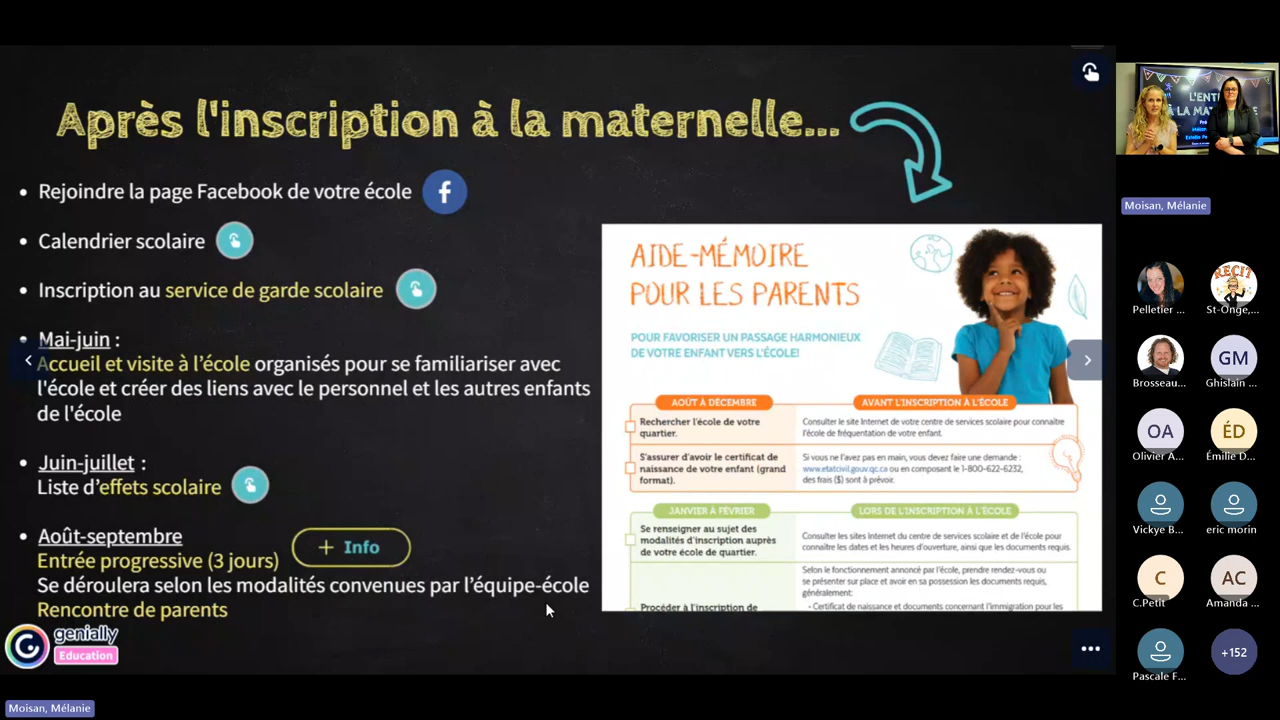 Après l'inscription à la maternelle...
• Rejoindre la page Facebook de votre école
• Calendrier scolaire
• Inscription au service de garde scolaire
• Mai-juin :
Accueil et visite à l'école organisés pour se familiariser avec
l'école et créer des liens avec le personnel et les autres enfants
de l'école
• Juin-juillet :
Liste d'effets scolaire
• Août-septembre
+ Info
Entrée progressive (3 jours)
Se déroulera selon les modalités convenues par l'équipe-école
Rencontre de parents
genially
Education
AIDE-MÉMOIRE
POUR LES PARENTS
POUR FAVORISER UN PASSAGE HARMONIEUX
DE VOTRE ENFANT VERS L'ÉCOLE!
AOÛT À DÉCEMBRE
AVANT L'INSCRIPTION À L'ÉCOLE
Rechercher l'école de votre
quartier.
Consulter le site Internet de votre centre de services scolaire pour connaître
l'école de fréquentation de votre enfant.
S'assurer d'avoir le certificat de
naissance de votre enfant (grand
format).
Si vous ne l'avez pas en main, vous devez faire une demande :
www.etatcivil.gouv.qc.ca ou en composant le 1-800-622-6232,
des frais ($) sont à prévoir.
JANVIER À FÉVRIER
LORS DE L'INSCRIPTION À L'ÉCOLE
Se renseigner au sujet des
modalités d'inscription auprès
de votre école de quartier.
Consulter les sites Internet du centre de services scolaire et de l'école pour
connaître les dates et les heures d'ouverture, ainsi que les documents requis.
Procéder à l'inscription de
Selon le fonctionnement annoncé par l'école, prendre rendez-vous ou
se présenter sur place et avoir en sa possession les documents requis,
généralement:
- Certificat de naissance et documents concernant l'immigration pour les
L'ENT
À LA MAT
Moisan, Mélanie
RÉCIT
Pelletier ...
St-Onge,...
GM
Brosseau...
Ghislain ...
OA
ÉD
Olivier A...
Émilie D...
Vickye B...
eric morin
C
AC
C.Petit
Amanda ...
+152
Pascale F...
Moisan, Mélanie